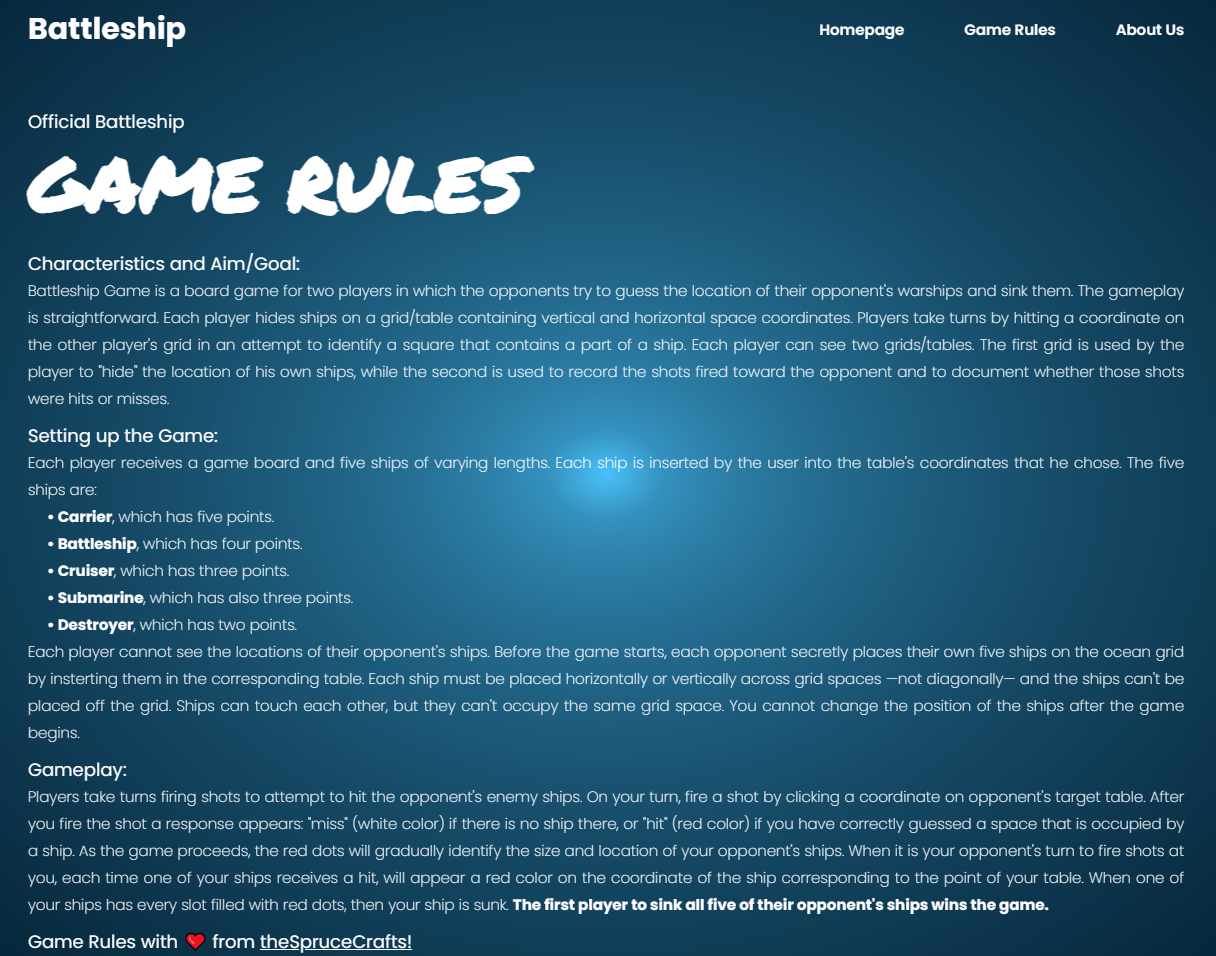 Battleship
Homepage Game Rules About Us
Official Battleship
GAME RULES
Characteristics and Aim/Goal:
Battleship Game is a board game for two players in which the opponents try to guess the location of their opponent's warships and sink them. The gameplay
is straightforward. Each player hides ships on a grid/table containing vertical and horizontal space coordinates. Players take turns by hitting a coordinate on
the other player's grid in an attempt to identify a square that contains a part of a ship. Each player can see two grids/tables. The first grid is used by the
player to "hide" the location of his own ships, while the second is used to record the shots fired toward the opponent and to document whether those shots
were hits or misses.
Setting up the Game:
Each player receives a game board and five ships of varying lengths. Each ship is inserted by the user into the table's coordinates that he chose. The five
ships are:
• Carrier, which has five points.
• Battleship, which has four points.
• Cruiser, which has three points.
• Submarine, which has also three points.
• Destroyer, which has two points.
Each player cannot see the locations of their opponent's ships. Before the game starts, each opponent secretly places their own five ships on the ocean grid
by insterting them in the corresponding table. Each ship must be placed horizontally or vertically across grid spaces —not diagonally— and the ships can't be
placed off the grid. Ships can touch each other, but they can't occupy the same grid space. You cannot change the position of the ships after the game
begins.
Gameplay:
Players take turns firing shots to attempt to hit the opponent's enemy ships. On your turn, fire a shot by clicking a coordinate on opponent's target table. After
you fire the shot a response appears: "miss" (white color) if there is no ship there, or "hit" (red color) if you have correctly guessed a space that is occupied by
a ship. As the game proceeds, the red dots will gradually identify the size and location of your opponent's ships. When it is your opponent's turn to fire shots at
you, each time one of your ships receives a hit, will appear a red color on the coordinate of the ship corresponding to the point of your table. When one of
your ships has every slot filled with red dots, then your ship is sunk. The first player to sink all five of their opponent's ships wins the game.
Game Rules with ❤️ from theSpruceCrafts!